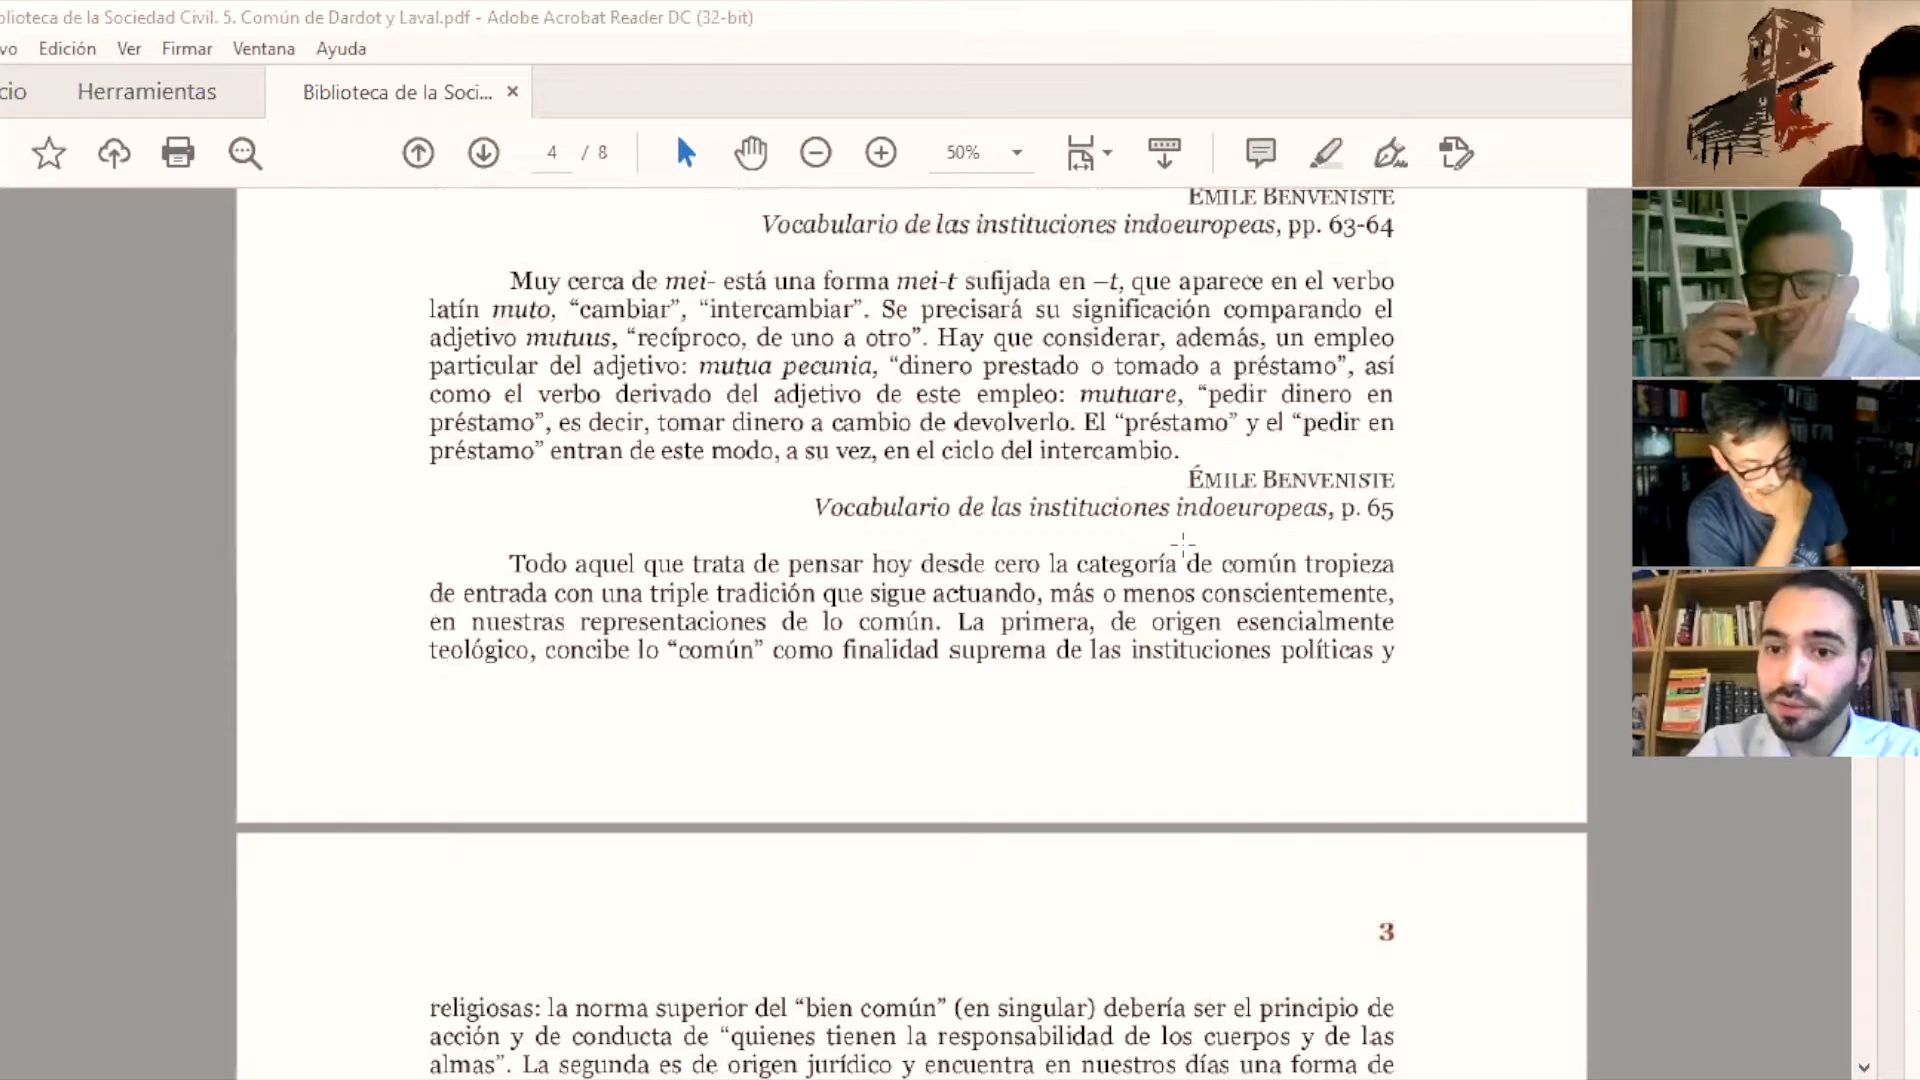 blioteca de la Sociedad Civil. 5. Común de Dardot y Laval.pdf - Adobe Acrobat Reader DC (32-bit)
vo Edición Ver Firmar Ventana Ayuda
cio Herramientas Biblioteca de la Soci... ×
4 / 8 50%
ÉMILE BENVENISTE
Vocabulario de las instituciones indoeuropeas, pp. 63-64
Muy cerca de mei- está una forma mei-t sufijada en –t, que aparece en el verbo
latín muto, “cambiar”, “intercambiar”. Se precisará su significación comparando el
adjetivo mutuus, “recíproco, de uno a otro”. Hay que considerar, además, un empleo
particular del adjetivo: mutua pecunia, “dinero prestado o tomado a préstamo”, así
como el verbo derivado del adjetivo de este empleo: mutuare, “pedir dinero en
préstamo”, es decir, tomar dinero a cambio de devolverlo. El “préstamo” y el “pedir en
préstamo” entran de este modo, a su vez, en el ciclo del intercambio.
ÉMILE BENVENISTE
Vocabulario de las instituciones indoeuropeas, p. 65
Todo aquel que trata de pensar hoy desde cero la categoría de común tropieza
de entrada con una triple tradición que sigue actuando, más o menos conscientemente,
en nuestras representaciones de lo común. La primera, de origen esencialmente
teológico, concibe lo “común” como finalidad suprema de las instituciones políticas y
3
religiosas: la norma superior del “bien común” (en singular) debería ser el principio de
acción y de conducta de “quienes tienen la responsabilidad de los cuerpos y de las
almas”. La segunda es de origen jurídico y encuentra en nuestros días una forma de